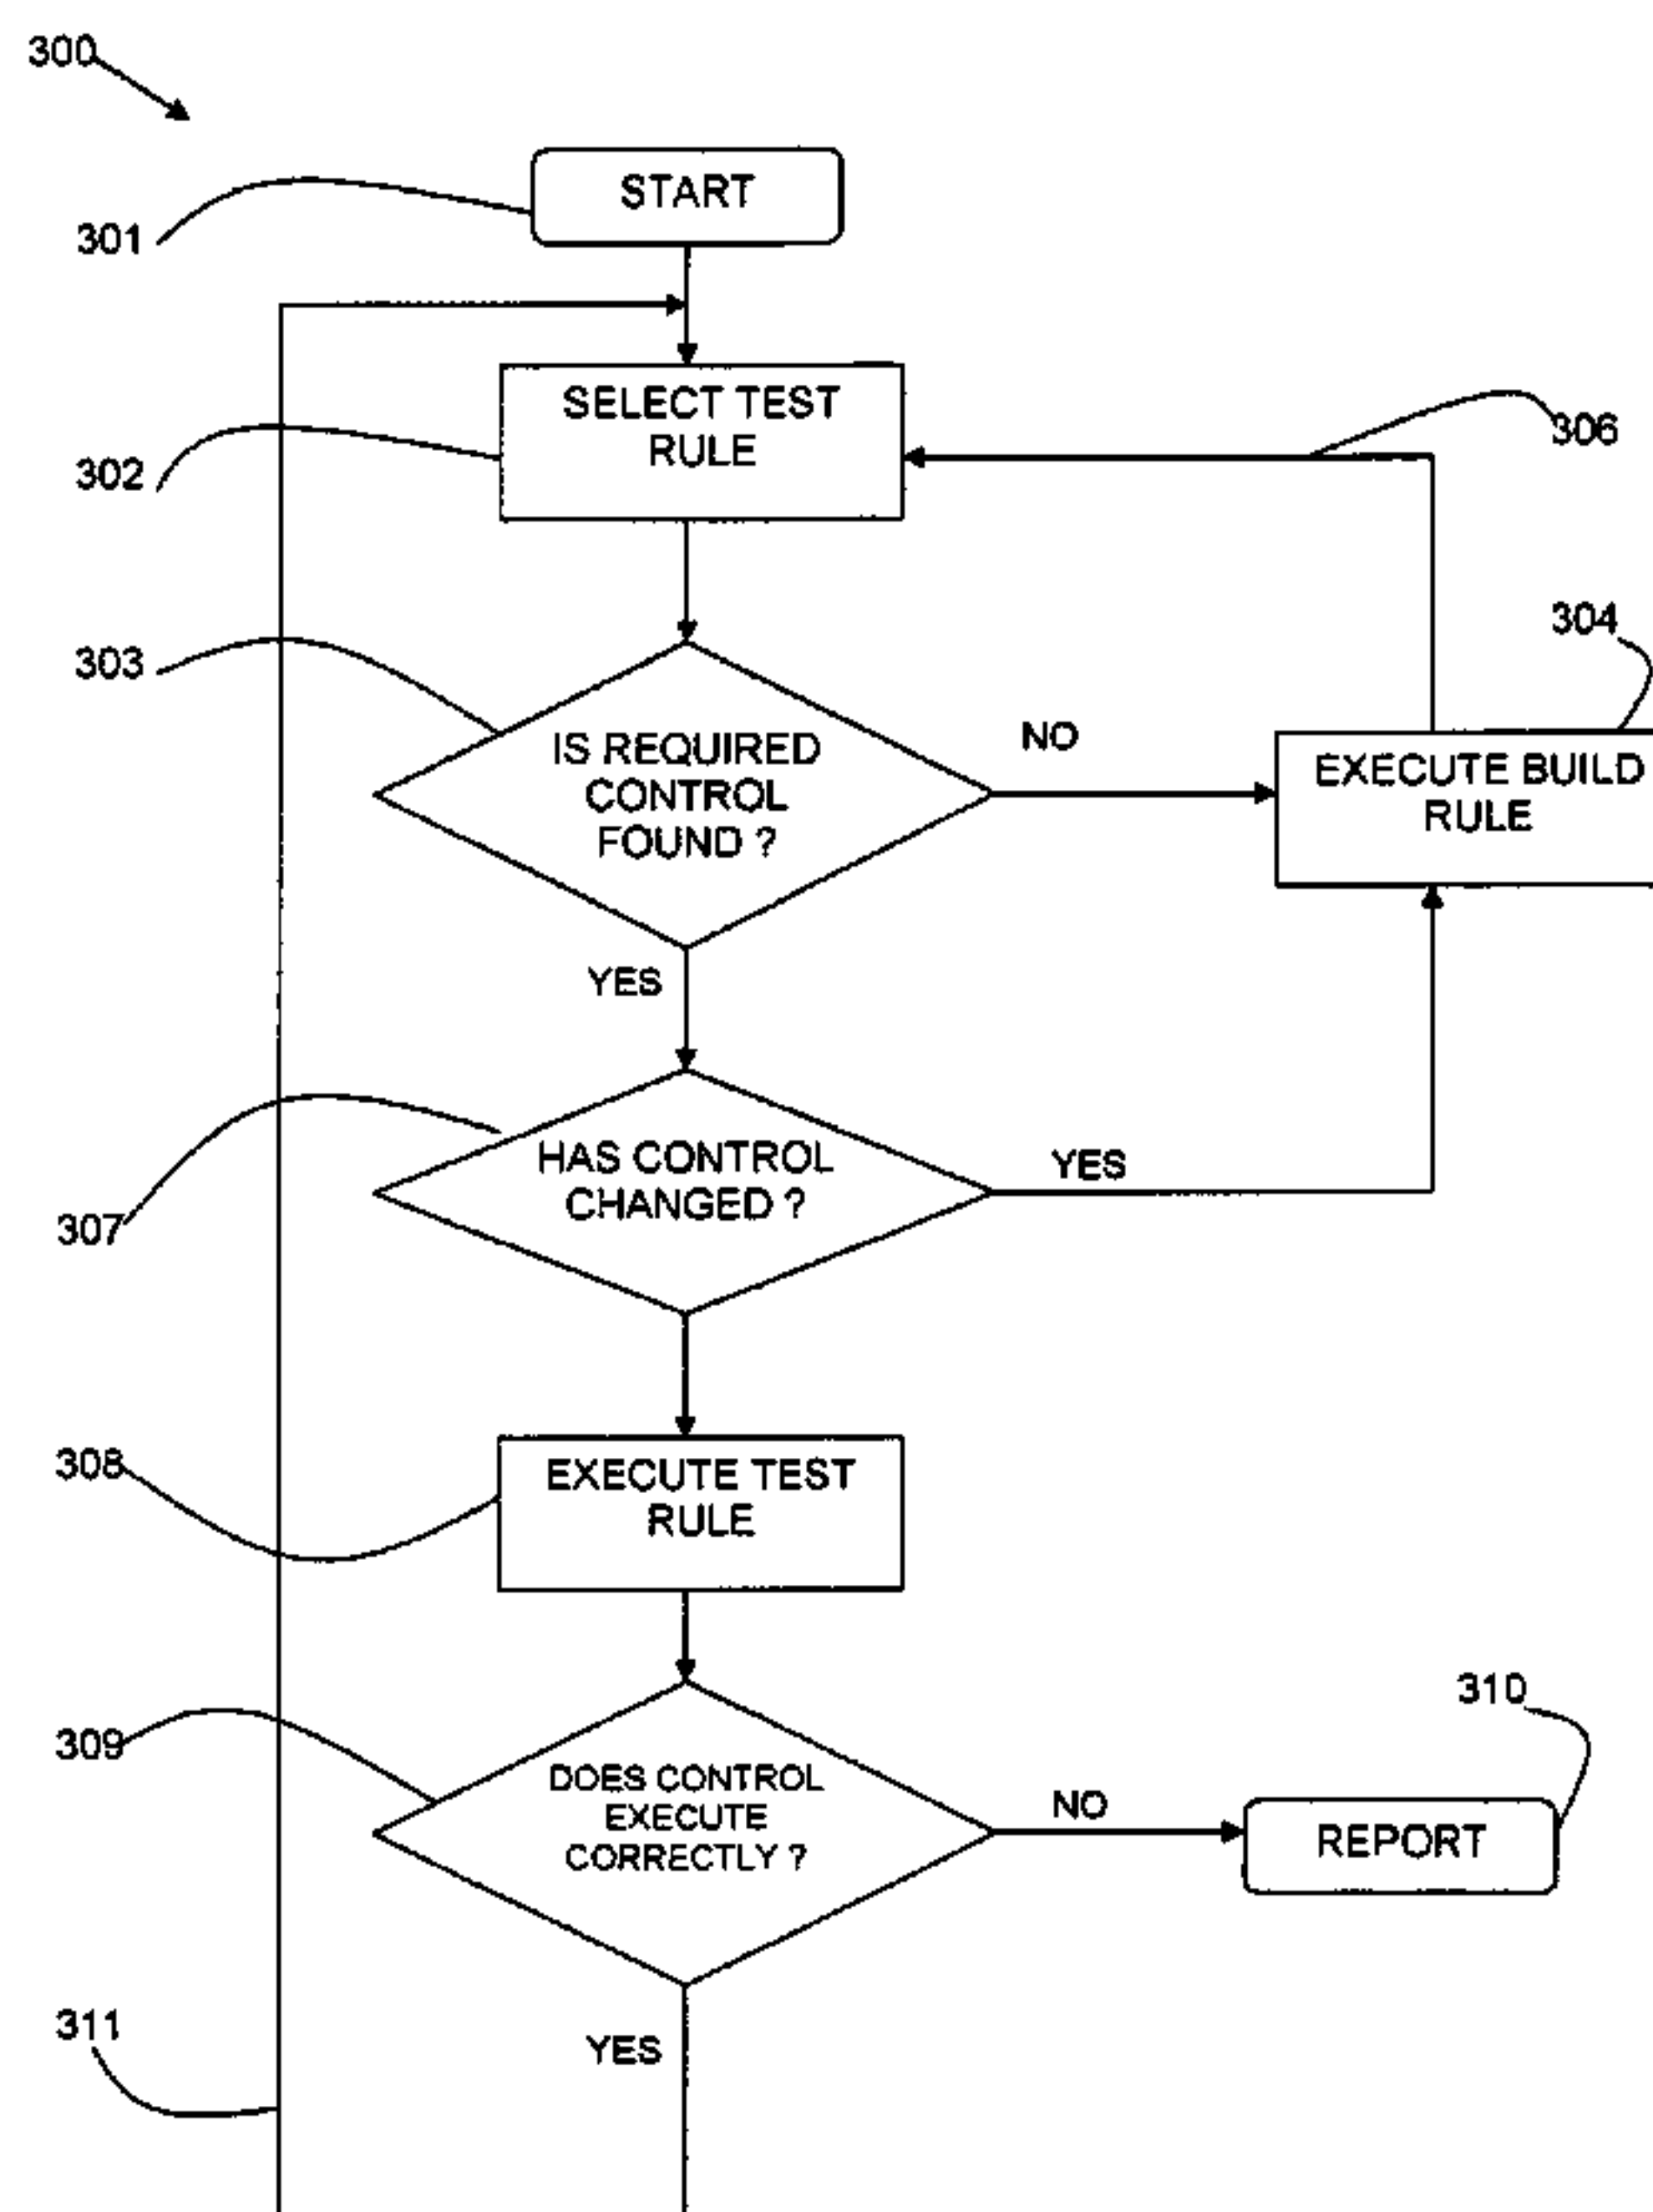 300
START
301
SELECT TEST
RULE
306
302
304
303
IS REQUIRED
CONTROL
FOUND ?
NO
EXECUTE BUILD
RULE
YES
HAS CONTROL
CHANGED ?
YES
307
308
EXECUTE TEST
RULE
310
309
DOES CONTROL
EXECUTE
CORRECTLY ?
NO
REPORT
311
YES